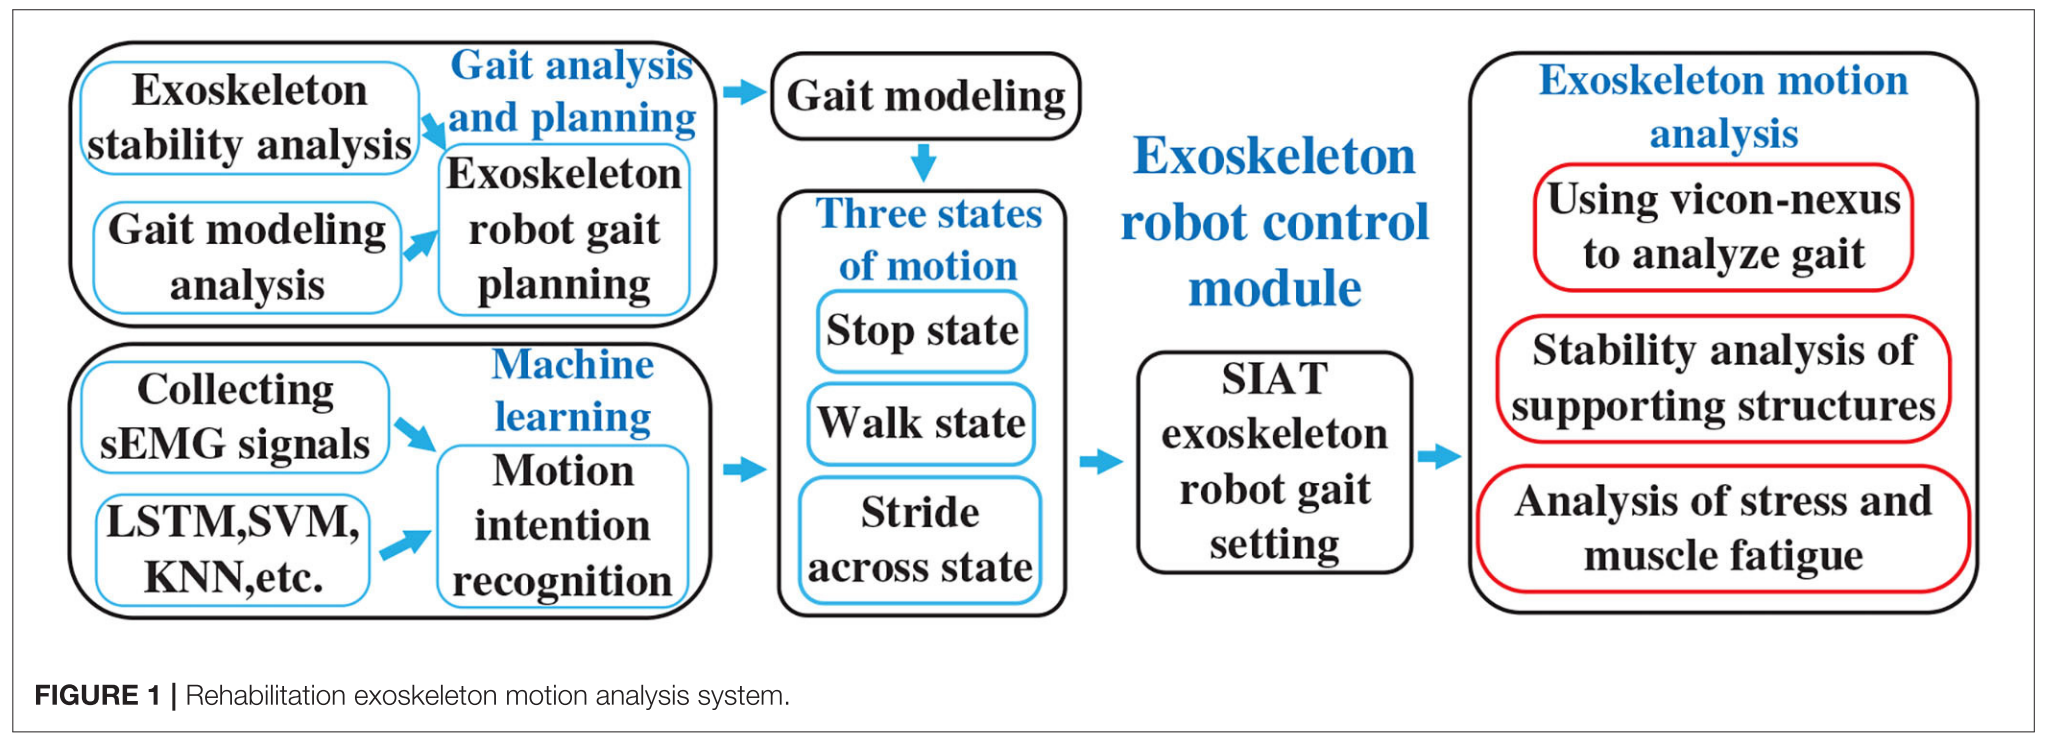 Gait analysis
and planning
Exoskeleton
stability analysis
Gait modeling
analysis
Exoskeleton
robot gait
planning
Machine
learning
Collecting
sEMG signals
LSTM,SVM,
KNN,etc.
Motion
intention
recognition
Gait modeling
Three states
of motion
Stop state
Walk state
Stride
across state
Exoskeleton
robot control
module
SIAT
exoskeleton
robot gait
setting
Exoskeleton motion
analysis
Using vicon-nexus
to analyze gait
Stability analysis of
supporting structures
Analysis of stress and
muscle fatigue
FIGURE 1 | Rehabilitation exoskeleton motion analysis system.